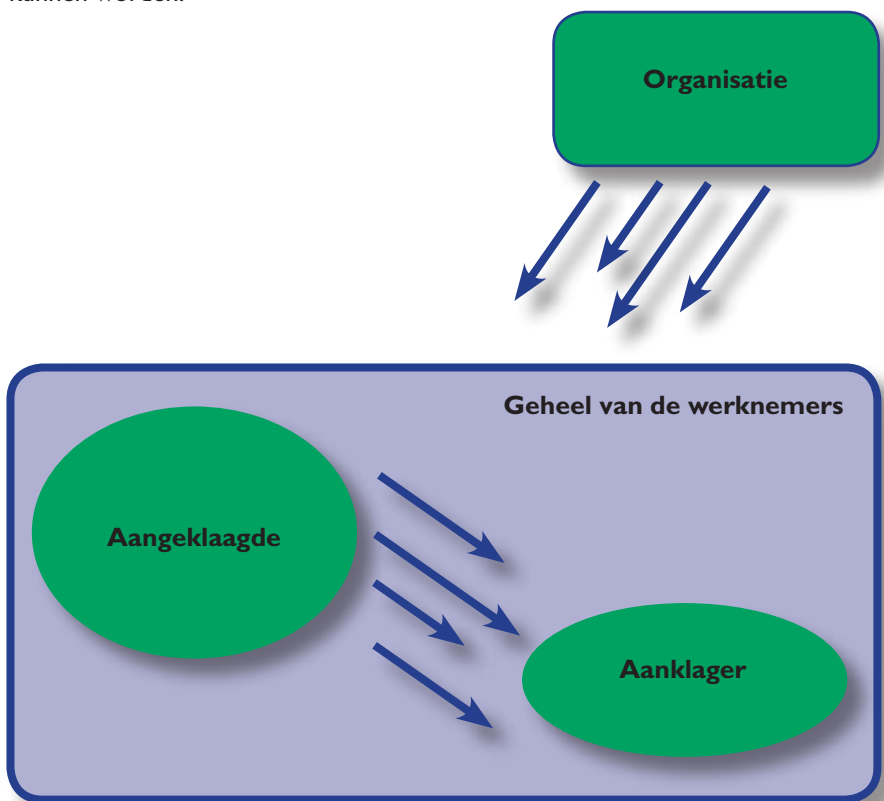 Organisatie
Geheel van de werknemers
Aangeklaagde
Aanklager